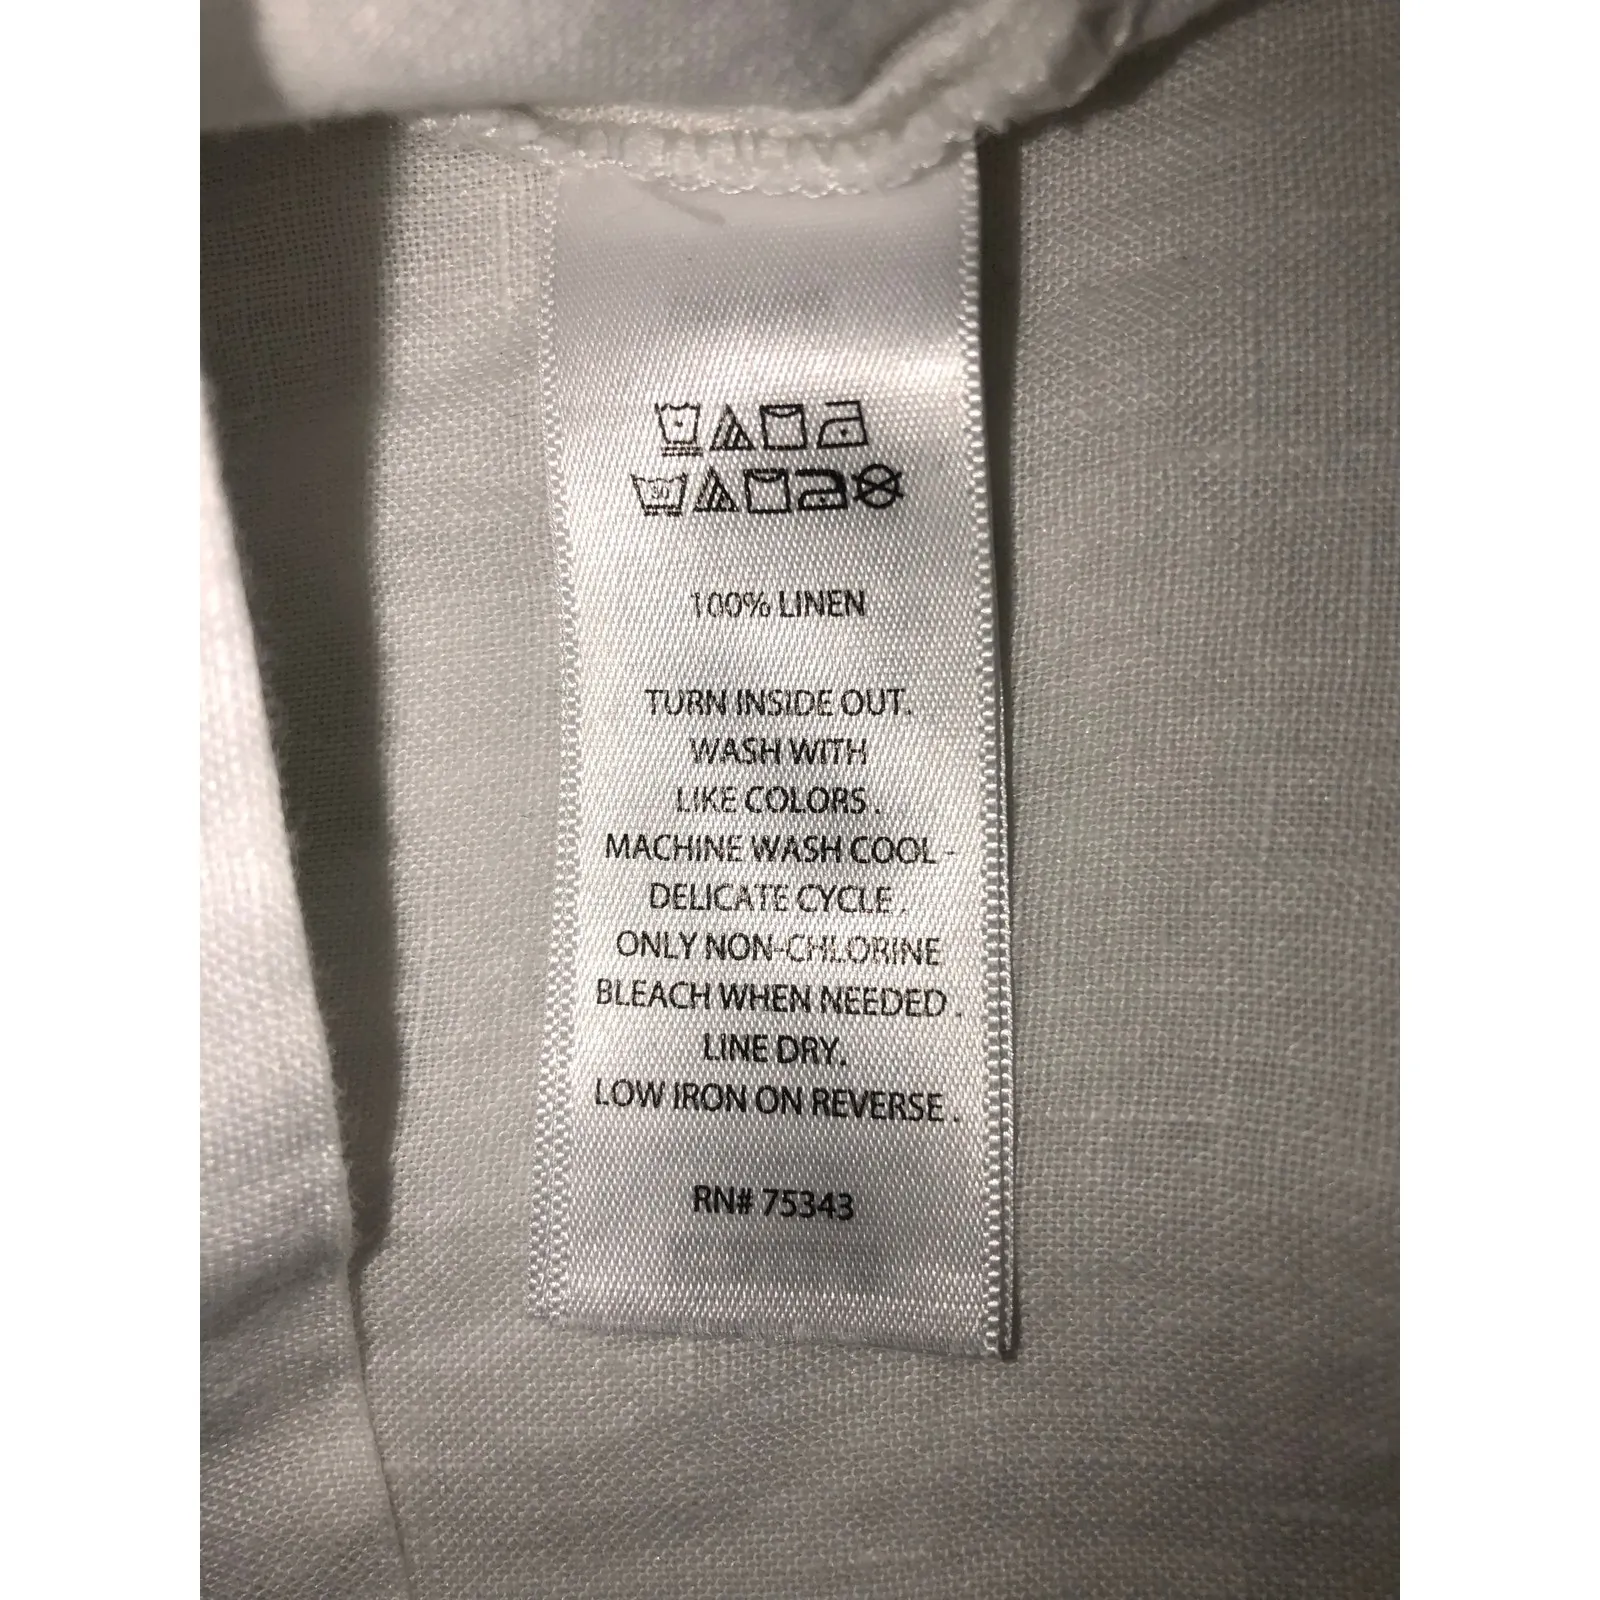 30
100% LINEN
TURN INSIDE OUT.
WASH WITH
LIKE COLORS .
MACHINE WASH COOL -
DELICATE CYCLE .
ONLY NON-CHLORINE
BLEACH WHEN NEEDED .
LINE DRY.
LOW IRON ON REVERSE .
RN# 75343